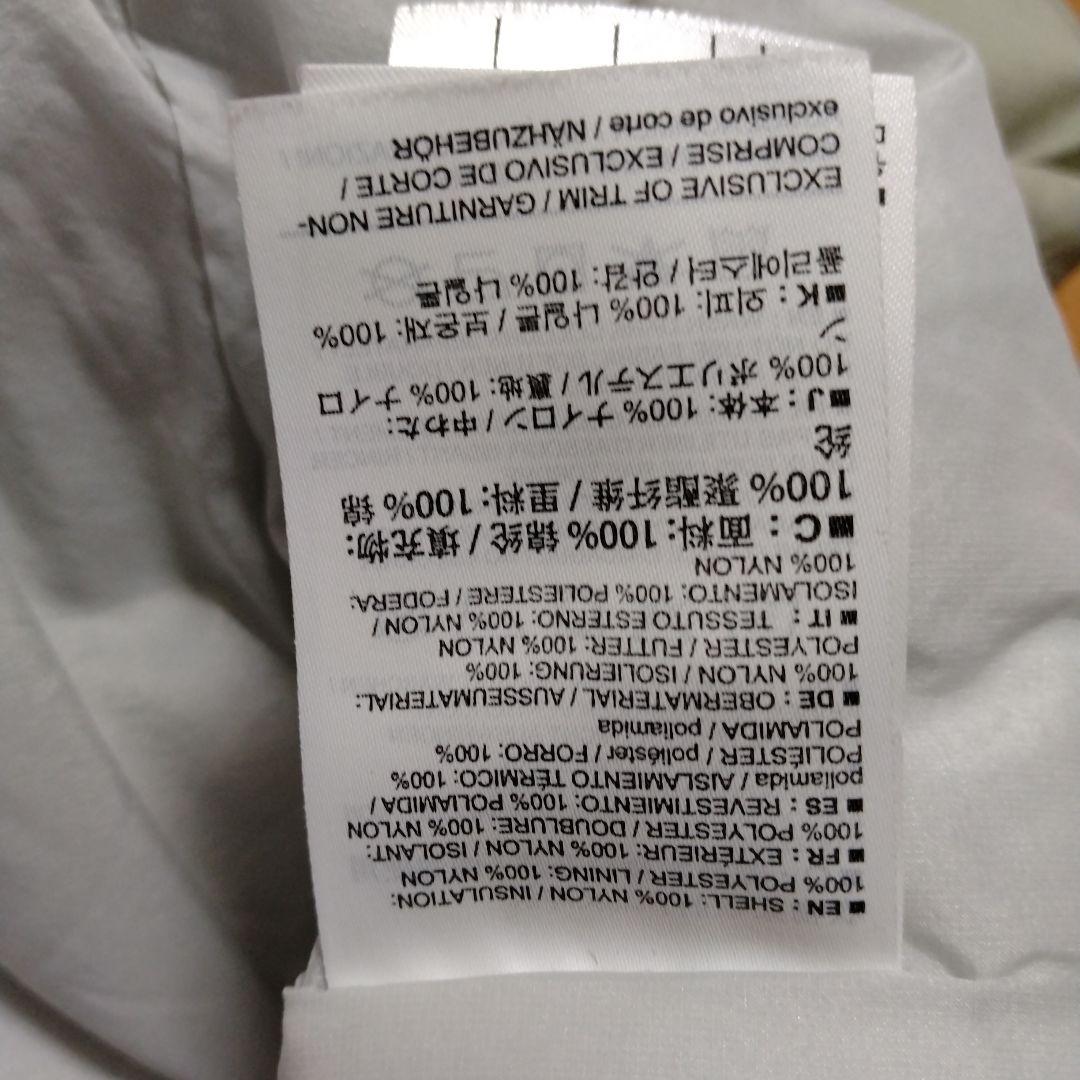 ■ EN : SHELL: 100% NYLON / INSULATION:
100% POLYESTER / LINING: 100% NYLON
■ FR : EXTÉRIEUR: 100% NYLON / ISOLANT:
100% POLYESTER / DOUBLURE: 100% NYLON
■ ES : REVESTIMIENTO: 100% POLIAMIDA /
poliamida / AISLAMIENTO TÉRMICO: 100%
POLIÉSTER / poliéster / FORRO: 100%
POLIAMIDA / poliamida
■ DE : OBERMATERIAL / AUSSEUMATERIAL:
100% NYLON / ISOLIERUNG: 100%
POLYESTER / FUTTER: 100% NYLON
■ IT : TESSUTO ESTERNO: 100% NYLON /
ISOLAMENTO: 100% POLIESTERE / FODERA:
100% NYLON
■ C : 面料: 100% 锦纶 / 填充物:
100% 聚酯纤维 / 里料: 100% 锦
纶
■ J : 本体: 100% ナイロン / 中わた:
100% ポリエステル / 裏地: 100% ナイロ
ン
■ K : 외피: 100% 나일론 / 보온재: 100%
폴리에스터 / 안감: 100% 나일론
EXCLUSIVE OF TRIM / GARNITURE NON-
COMPRISE / EXCLUSIVO DE CORTE /
exclusivo de corte / NÄHZUBEHÖR